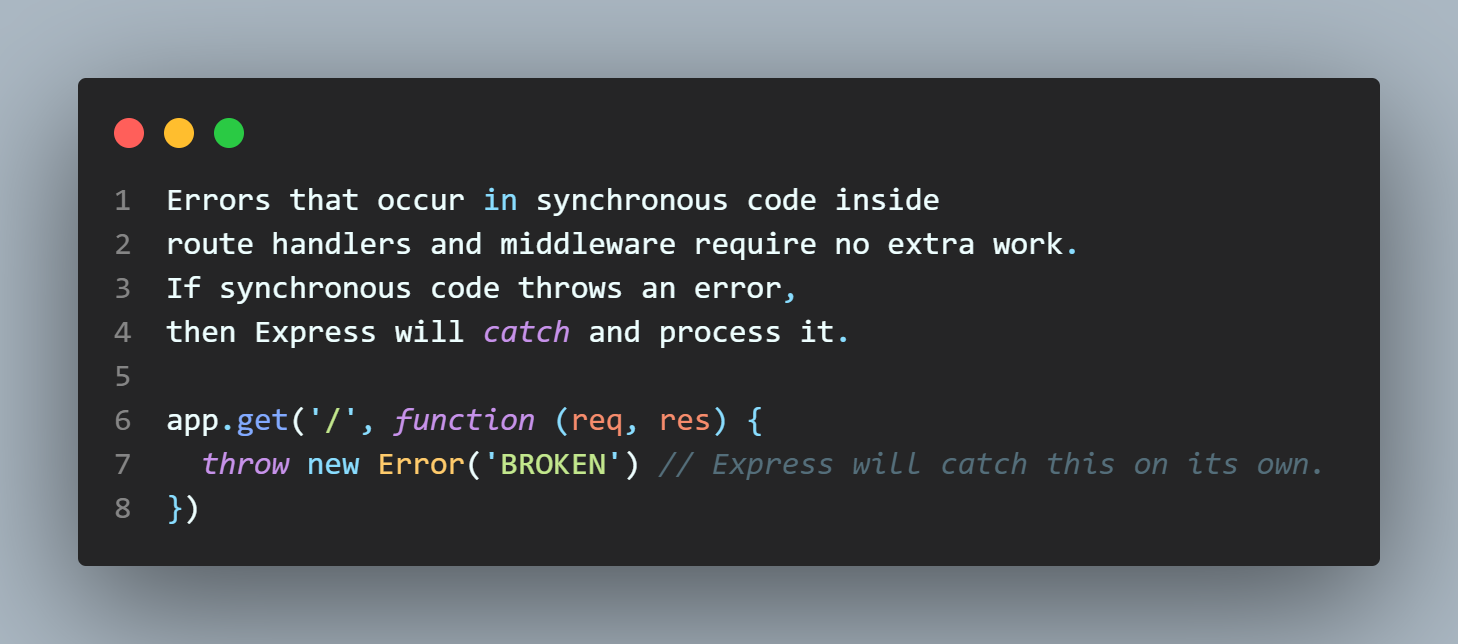 1 Errors that occur in synchronous code inside
2 route handlers and middleware require no extra work.
3 If synchronous code throws an error,
4 then Express will catch and process it.
5
6 app.get('/', function (req, res) {
7   throw new Error('BROKEN') // Express will catch this on its own.
8 })